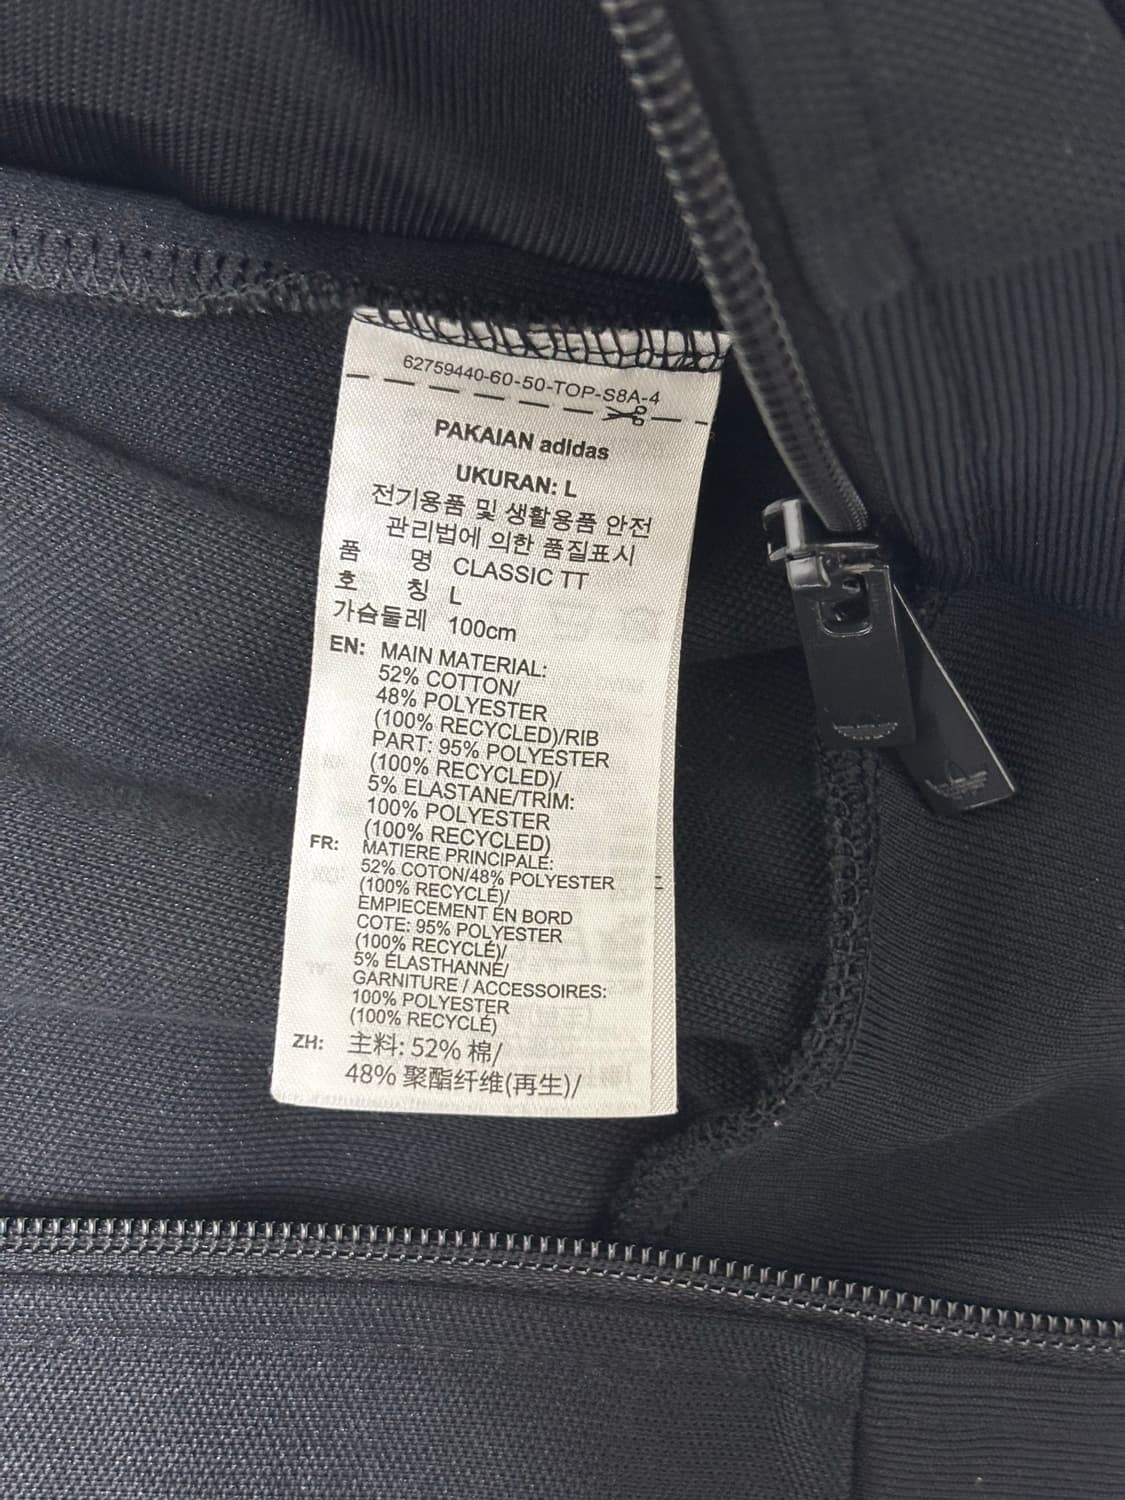 62759440-60-50-TOP-S8A-4
PAKAIAN adidas
UKURAN: L
전기용품 및 생활용품 안전
관리법에 의한 품질표시
품 명 CLASSIC TT
호 칭 L
가슴둘레 100cm
EN: MAIN MATERIAL:
52% COTTON/
48% POLYESTER
(100% RECYCLED)/RIB
PART: 95% POLYESTER
(100% RECYCLED)/
5% ELASTANE/TRIM:
100% POLYESTER
(100% RECYCLED)
FR: MATIÈRE PRINCIPALE:
52% COTON/48% POLYESTER
(100% RECYCLÉ)/
EMPIECEMENT EN BORD
COTE: 95% POLYESTER
(100% RECYCLÉ)/
5% ÉLASTHANNE/
GARNITURE / ACCESSOIRES:
100% POLYESTER
(100% RECYCLÉ)
ZH: 主料: 52% 棉/
48% 聚酯纤维(再生)/